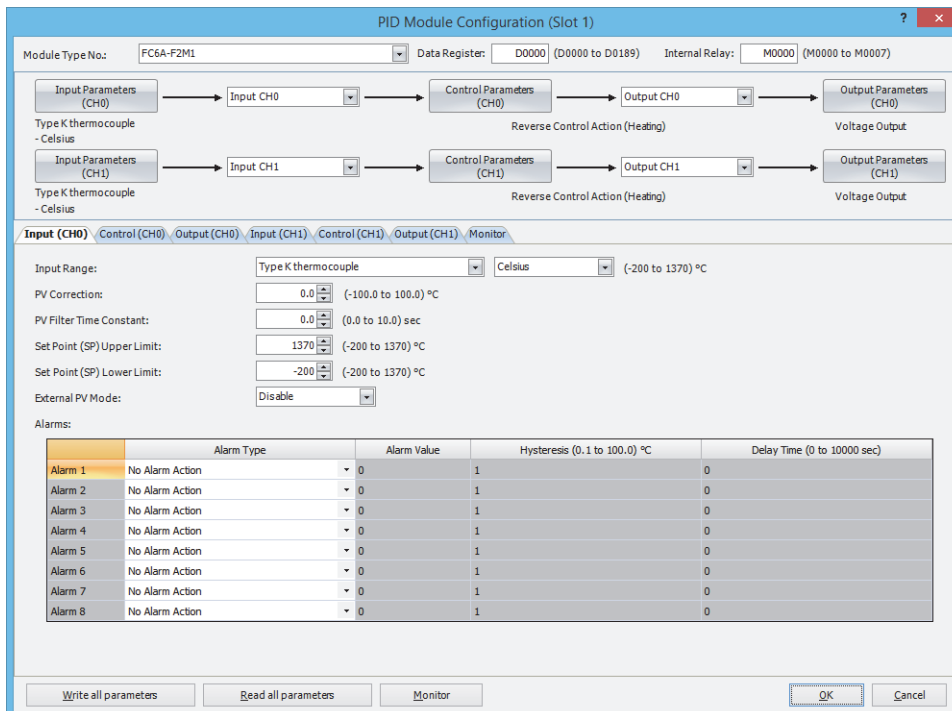 PID Module Configuration (Slot 1)
? ×
Module Type No.: FC6A-F2M1 Data Register: D0000 (D0000 to D0189) Internal Relay: M0000 (M0000 to M0007)
Input Parameters (CH0) Input CH0 Control Parameters (CH0) Output CH0 Output Parameters (CH0)
Type K thermocouple Reverse Control Action (Heating) Voltage Output
- Celsius
Input Parameters (CH1) Input CH1 Control Parameters (CH1) Output CH1 Output Parameters (CH1)
Type K thermocouple Reverse Control Action (Heating) Voltage Output
- Celsius
Input (CH0) Control (CH0) Output (CH0) Input (CH1) Control (CH1) Output (CH1) Monitor
Input Range: Type K thermocouple Celsius (-200 to 1370) °C
PV Correction: 0.0 (-100.0 to 100.0) °C
PV Filter Time Constant: 0.0 (0.0 to 10.0) sec
Set Point (SP) Upper Limit: 1370 (-200 to 1370) °C
Set Point (SP) Lower Limit: -200 (-200 to 1370) °C
External PV Mode: Disable
Alarms:
Alarm Type Alarm Value Hysteresis (0.1 to 100.0) °C Delay Time (0 to 10000 sec)
Alarm 1 No Alarm Action 0 1 0
Alarm 2 No Alarm Action 0 1 0
Alarm 3 No Alarm Action 0 1 0
Alarm 4 No Alarm Action 0 1 0
Alarm 5 No Alarm Action 0 1 0
Alarm 6 No Alarm Action 0 1 0
Alarm 7 No Alarm Action 0 1 0
Alarm 8 No Alarm Action 0 1 0
Write all parameters Read all parameters Monitor OK Cancel